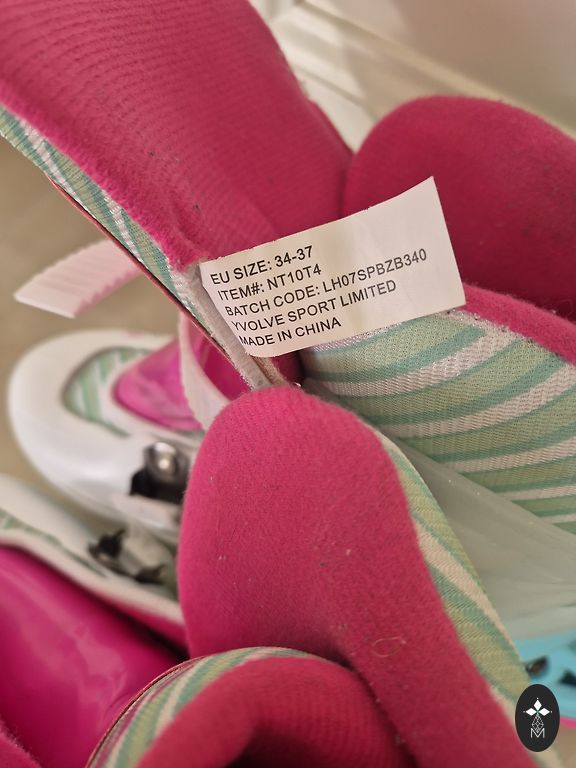 EU SIZE: 34-37
ITEM#: NT10T4
BATCH CODE: LH07SPBZB340
YVOLVE SPORT LIMITED
MADE IN CHINA
M